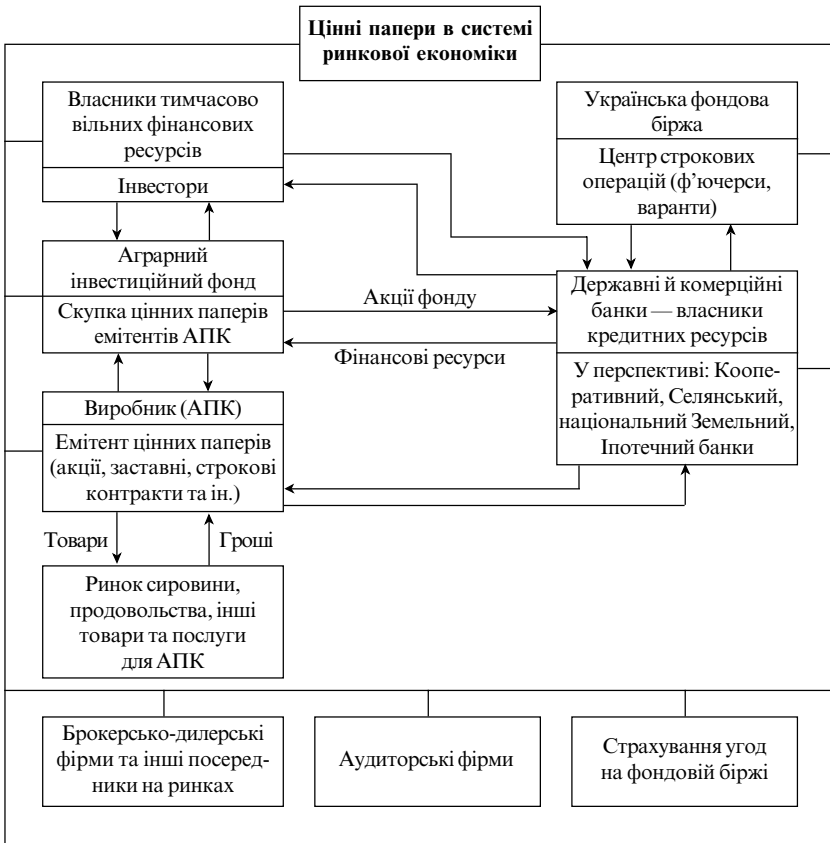 Цінні папери в системі
ринкової економіки
Власники тимчасово
вільних фінансових
ресурсів
Інвестори
Українська фондова
біржа
Центр строкових
операцій (ф’ючерси,
варанти)
Аграрний
інвестиційний фонд
Скупка цінних паперів
емітентів АПК
Акції фонду
Фінансові ресурси
Державні й комерційні
банки — власники
кредитних ресурсів
У перспективі: Коопе-
ративний, Селянський,
національний Земельний,
Іпотечний банки
Виробник (АПК)
Емітент цінних паперів
(акції, заставні, строкові
контракти та ін.)
Товари
Гроші
Ринок сировини,
продовольства, інші
товари та послуги
для АПК
Брокерсько-дилерські
фірми та інші посеред-
ники на ринках
Аудиторські фірми
Страхування угод
на фондовій біржі